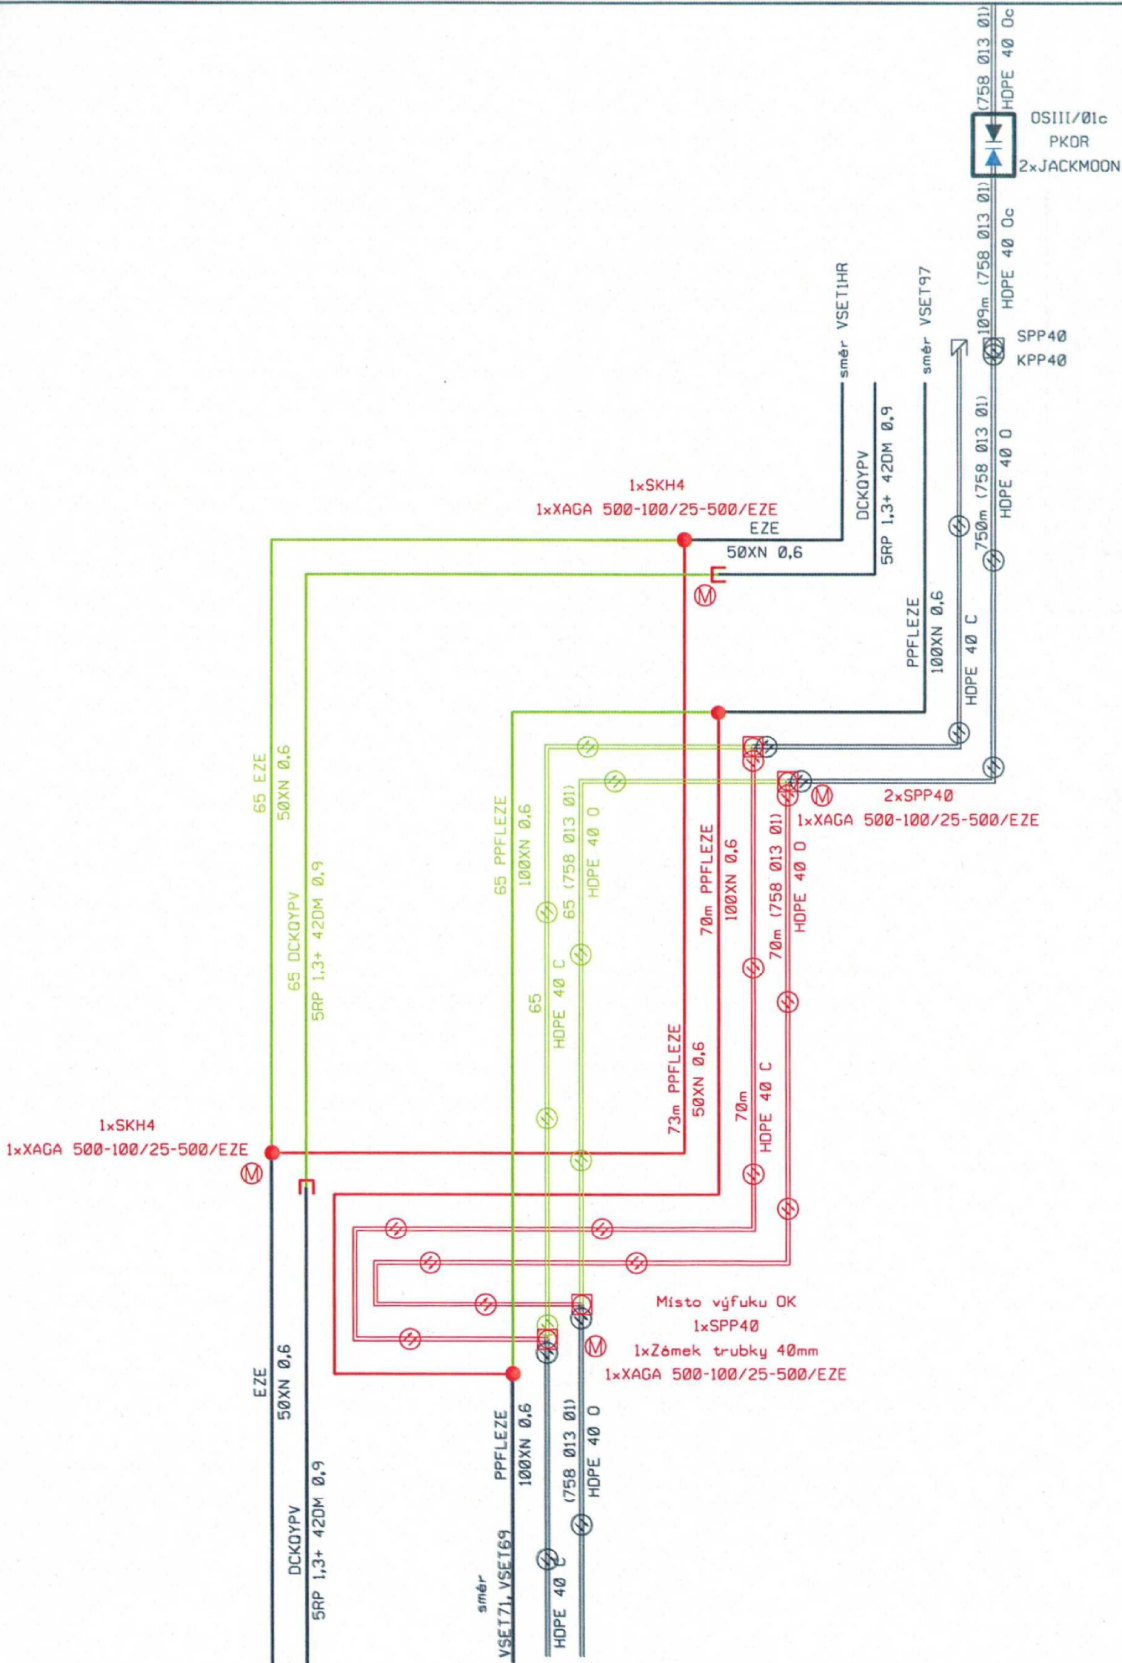 (758 013 01)
HDPE 40 Oc
OSIII/01c
PKOR
2xJACKMOON
109m (758 013 01)
HDPE 40 Oc
SPP40
KPP40
směr VSET1HR
směr VSET97
DCKQYPV
5RP 1,3+ 42DM 0,9
750m (758 013 01)
HDPE 40 O
1xSKH4
1xXAGA 500-100/25-500/EZE
EZE
50XN 0,6
M
PPFLEZE
100XN 0,6
HDPE 40 C
65 EZE
50XN 0,6
65 DCKQYPV
5RP 1,3+ 42DM 0,9
65 PPFLEZE
100XN 0,6
65 (758 013 01)
HDPE 40 O
65
HDPE 40 C
70m PPFLEZE
100XN 0,6
M
2xSPP40
1xXAGA 500-100/25-500/EZE
70m (758 013 01)
HDPE 40 O
73m PPFLEZE
50XN 0,6
70m
HDPE 40 C
1xSKH4
1xXAGA 500-100/25-500/EZE
M
Místo výfuku OK
1xSPP40
M
1xZámek trubky 40mm
1xXAGA 500-100/25-500/EZE
EZE
50XN 0,6
DCKQYPV
5RP 1,3+ 42DM 0,9
PPFLEZE
100XN 0,6
(758 013 01)
HDPE 40 O
směr
VSET71, VSET69
HDPE 40 C